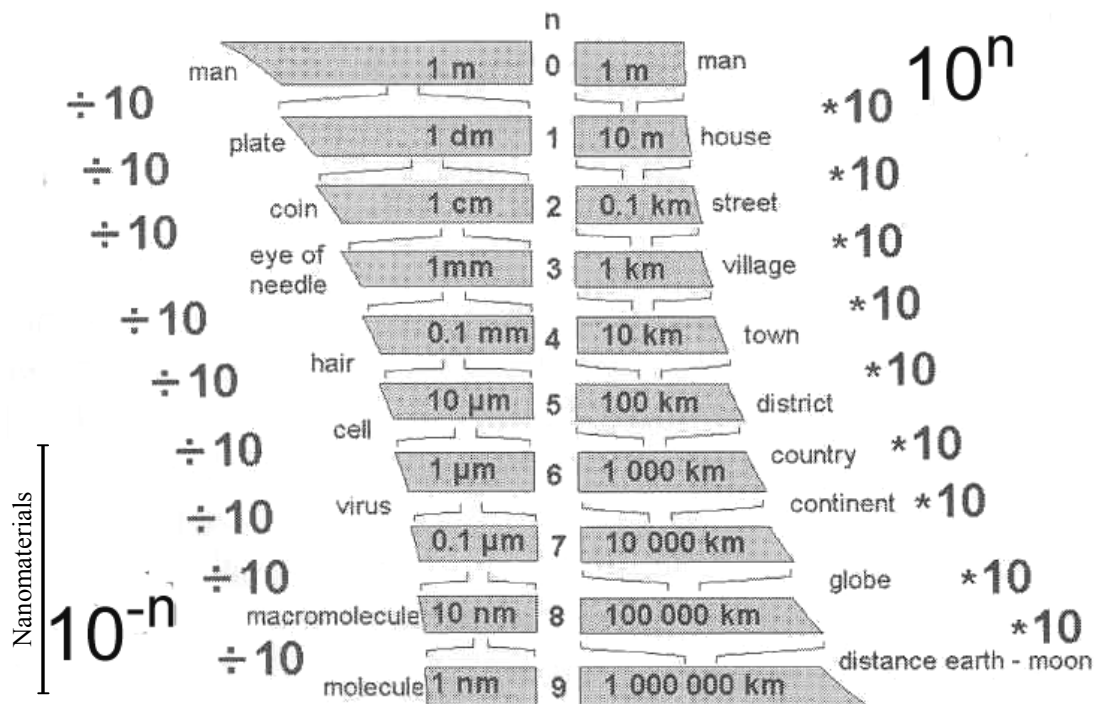 n
man 1 m 0 1 m man 10ⁿ
÷10 *10
plate 1 dm 1 10 m house
÷10 *10
coin 1 cm 2 0.1 km street
÷10 *10
eye of
needle 1mm 3 1 km village
÷10 *10
0.1 mm 4 10 km town
hair
÷10 *10
10 µm 5 100 km district
cell
÷10 country *10
1 µm 6 1 000 km
virus continent *10
÷10
0.1 µm 7 10 000 km
÷10 globe *10
macromolecule 10 nm 8 100 000 km
10⁻ⁿ *10
÷10 distance earth - moon
molecule 1 nm 9 1 000 000 km
Nanomaterials